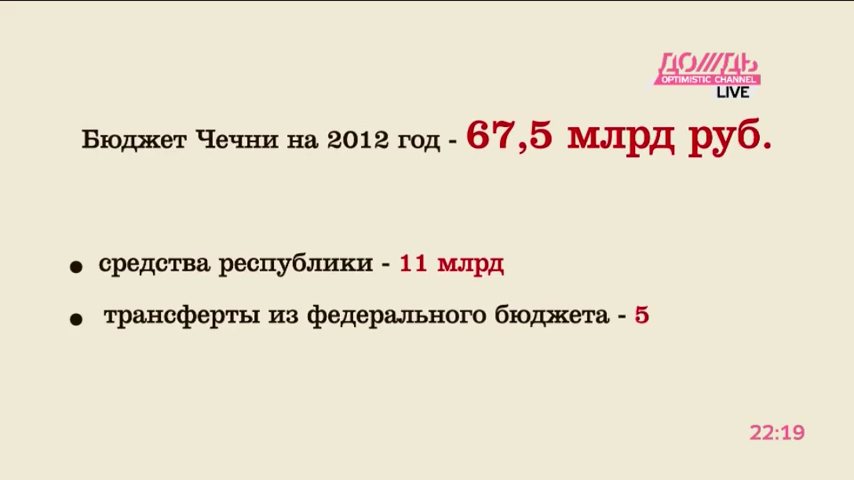 ДОЖДЬ
OPTIMISTIC CHANNEL
LIVE
Бюджет Чечни на 2012 год - 67,5 млрд руб.
• средства республики - 11 млрд
• трансферты из федерального бюджета - 5
22:19